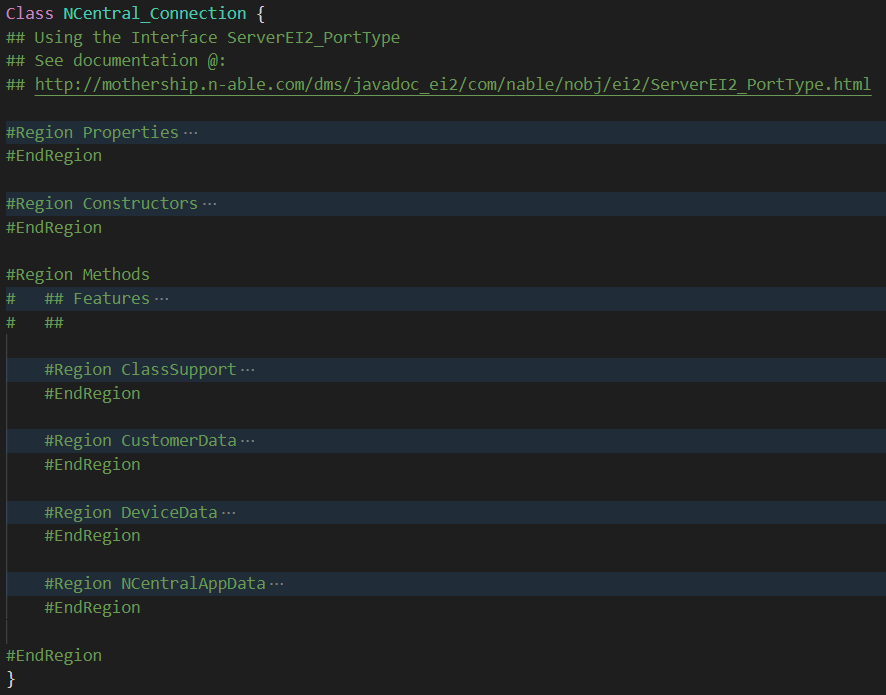 Class NCentral_Connection {
## Using the Interface ServerEI2_PortType
## See documentation @:
## http://mothership.n-able.com/dms/javadoc_ei2/com/nable/nobj/ei2/ServerEI2_PortType.html
#Region Properties ···
#EndRegion
#Region Constructors ···
#EndRegion
#Region Methods
#   ## Features ···
#   ##
    #Region ClassSupport ···
    #EndRegion
    #Region CustomerData ···
    #EndRegion
    #Region DeviceData ···
    #EndRegion
    #Region NCentralAppData ···
    #EndRegion
#EndRegion
}